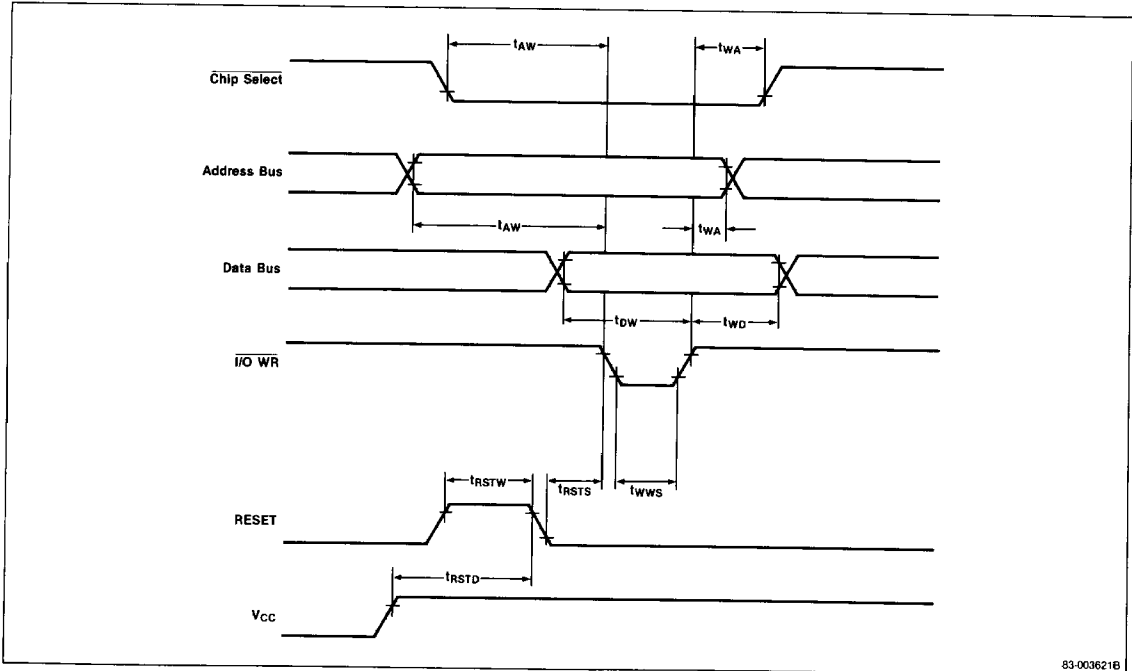 tAW
tWA
Chip Select
Address Bus
tAW
tWA
Data Bus
tDW
tWD
I/O WR
tRSTW
tRSTS
tWWS
RESET
tRSTD
VCC
83-003621B